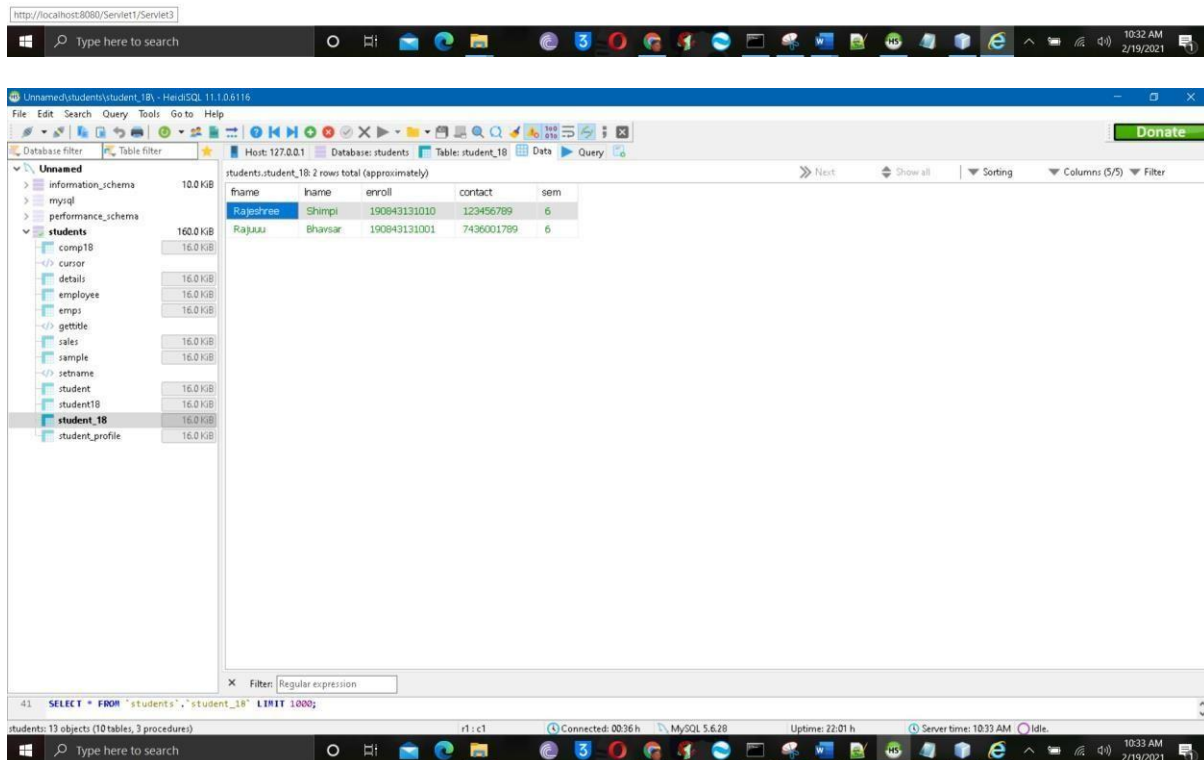 http://localhost:8080/Servlet1/Servlet3
Type here to search
10:32 AM
2/19/2021
Unnamed\students\student_18\ - HeidiSQL 11.1.0.6116
File Edit Search Query Tools Go to Help
Donate
Database filter Table filter Host: 127.0.0.1 Database: students Table: student_18 Data Query
Unnamed
information_schema 10.0 KiB
mysql
performance_schema
students 160.0 KiB
comp18 16.0 KiB
cursor
details 16.0 KiB
employee 16.0 KiB
emps 16.0 KiB
gettitle
sales 16.0 KiB
sample 16.0 KiB
setname
student 16.0 KiB
student18 16.0 KiB
student_18 16.0 KiB
student_profile 16.0 KiB
students.student_18: 2 rows total (approximately) Next Show all Sorting Columns (5/5) Filter
fname lname enroll contact sem
Rajeshree Shimpi 190843131010 123456789 6
Rajuuu Bhavsar 190843131001 7436001789 6
Filter: Regular expression
41 SELECT * FROM `students`.`student_18` LIMIT 1000;
students: 13 objects (10 tables, 3 procedures) r1 : c1 Connected: 00:36 h MySQL 5.6.28 Uptime: 22:01 h Server time: 10:33 AM Idle.
Type here to search
10:33 AM
2/19/2021